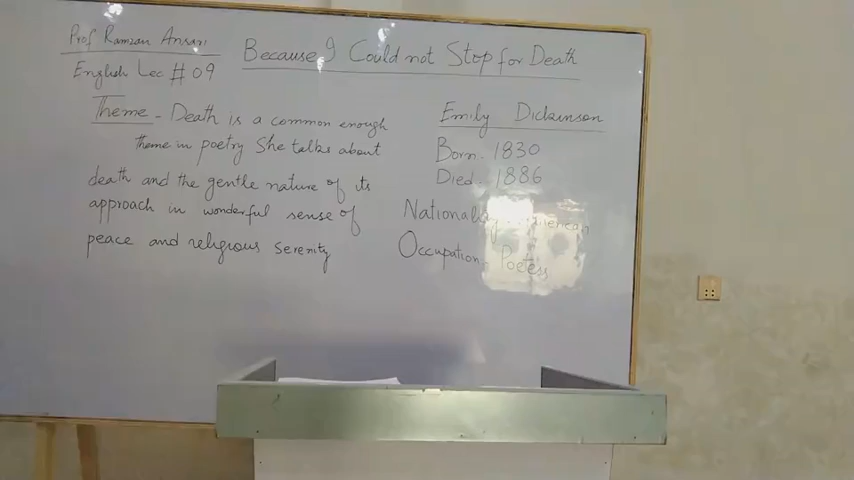 Prof Ramzan Ansari
English Lec # 09
Because I Could not Stop for Death
Theme - Death is a common enough
theme in poetry She talks about
death and the gentle nature of its
approach in wonderful sense of
peace and religious serenity
Emily Dickinson
Born. 1830
Died. 1886
Nationality American
Occupation. Poetess